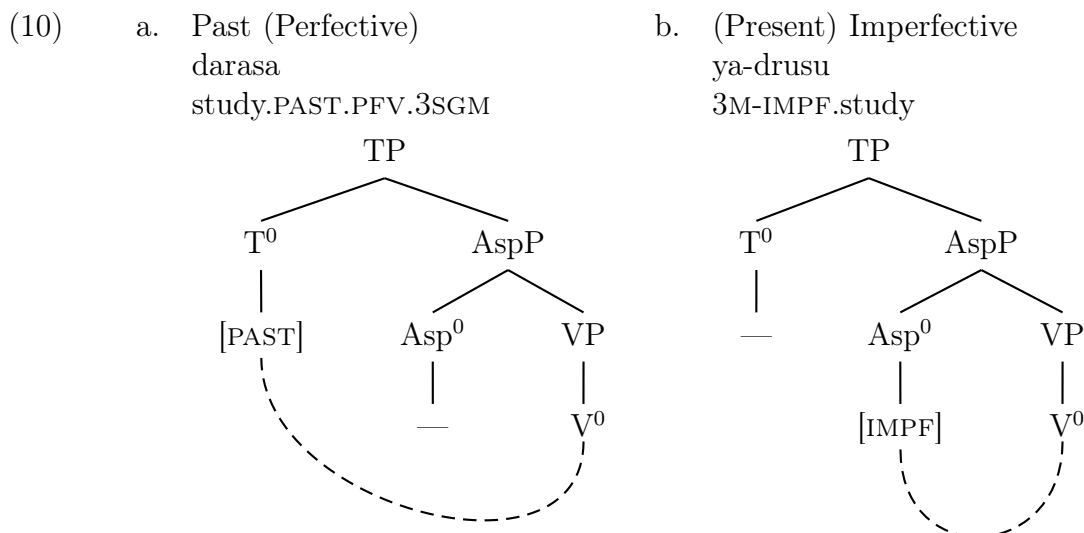 (10) a. Past (Perfective) b. (Present) Imperfective
darasa ya-drusu
study.PAST.PFV.3SGM 3M-IMPF.study
TP TP
T⁰ AspP T⁰ AspP
[PAST] Asp⁰ VP — Asp⁰ VP
— V⁰ [IMPF] V⁰